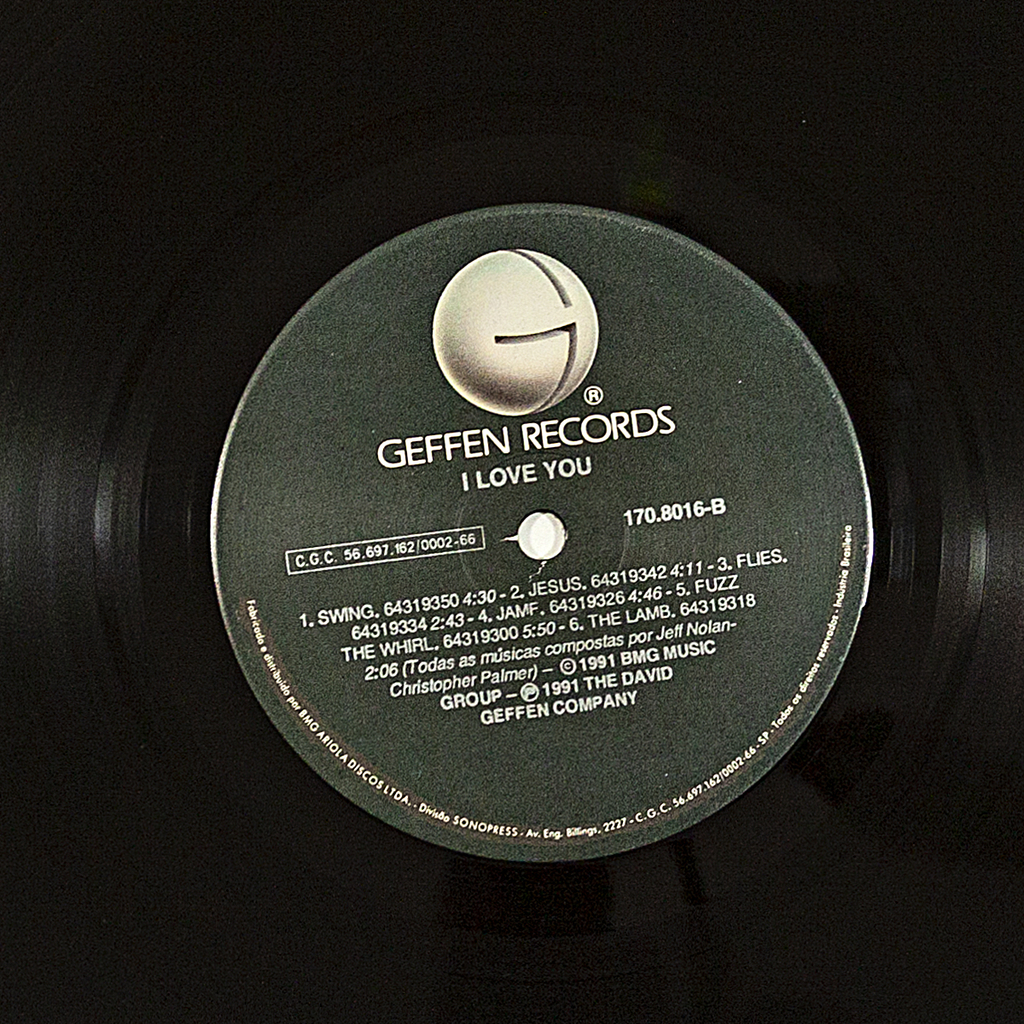 ®
GEFFEN RECORDS
I LOVE YOU
170.8016-B
C.G.C. 56.697.162/0002-66
1. SWING. 64319350 4:30 - 2. JESUS. 64319342 4:11 - 3. FLIES.
64319334 2:43 - 4. JAMF. 64319326 4:46 - 5. FUZZ
THE WHIRL. 64319300 5:50 - 6. THE LAMB. 64319318
2:06 (Todas as músicas compostas por Jeff Nolan-
Christopher Palmer) – © 1991 BMG MUSIC
GROUP – ℗ 1991 THE DAVID
GEFFEN COMPANY
Fabricado e distribuido por BMG ARIOLA DISCOS LTDA. - Divisão SONOPRESS - Av. Eng. Billings, 2227 - C.G.C. 56.697.162/0002-66 - SP - Todos os direitos reservados - Indústria Brasileira